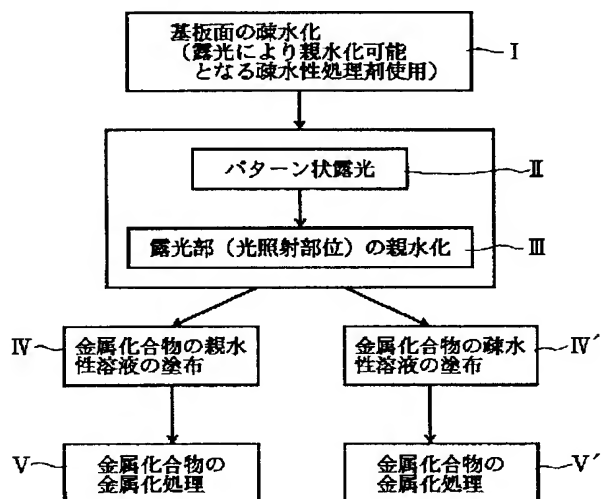 基板面の疎水化
（露光により親水化可能
となる疎水性処理剤使用）
I
パターン状露光
II
露光部（光照射部位）の親水化
III
IV
金属化合物の親水
性溶液の塗布
金属化合物の疎水
性溶液の塗布
IV´
V
金属化合物の
金属化処理
金属化合物の
金属化処理
V´